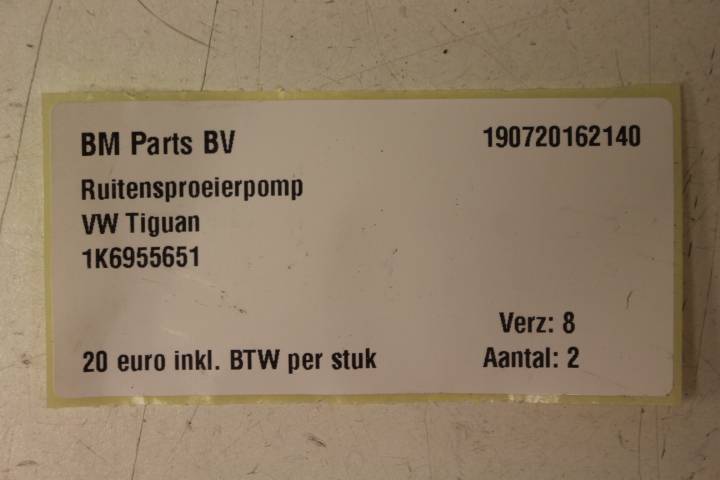 BM Parts BV 190720162140
Ruitensproeierpomp
VW Tiguan
1K6955651
Verz: 8
20 euro inkl. BTW per stuk Aantal: 2